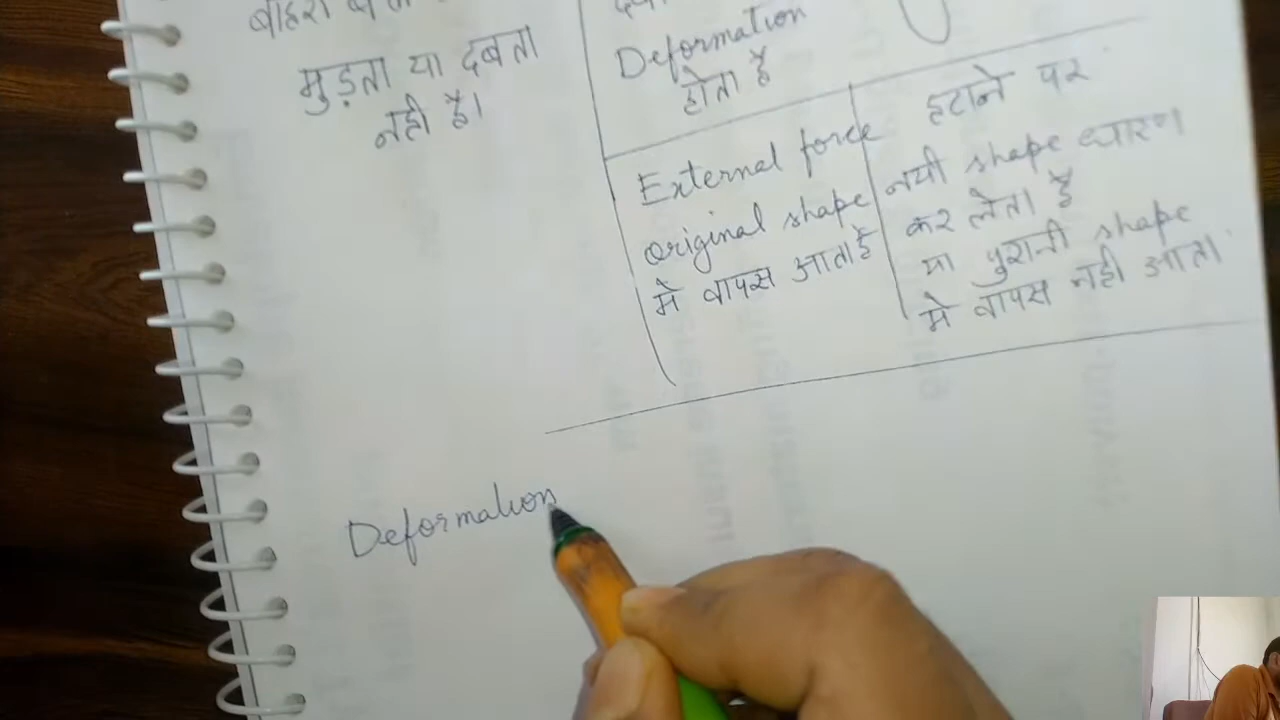 बाहरी
मुड़ता या दबता
नही है।
Deformation
होता है
External force
original shape
मे वापस आता है
हटाने पर
नयी shape धारण
कर लेता है
या पुरानी shape
मे वापस नही आता।
Deformation